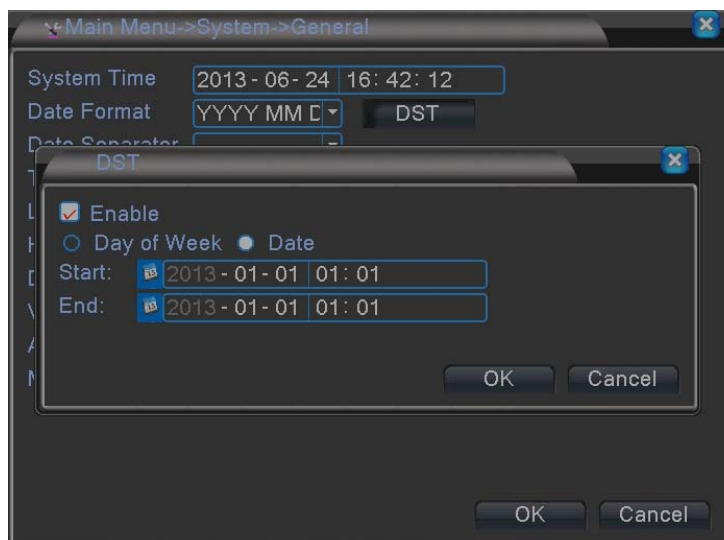 Main Menu->System->General
System Time 2013 - 06 - 24 16: 42: 12
Date Format YYYY MM D DST
Date Separator
DST
Enable
Day of Week Date
Start: 2013 - 01 - 01 01: 01
End: 2013 - 01 - 01 01: 01
OK Cancel
OK Cancel